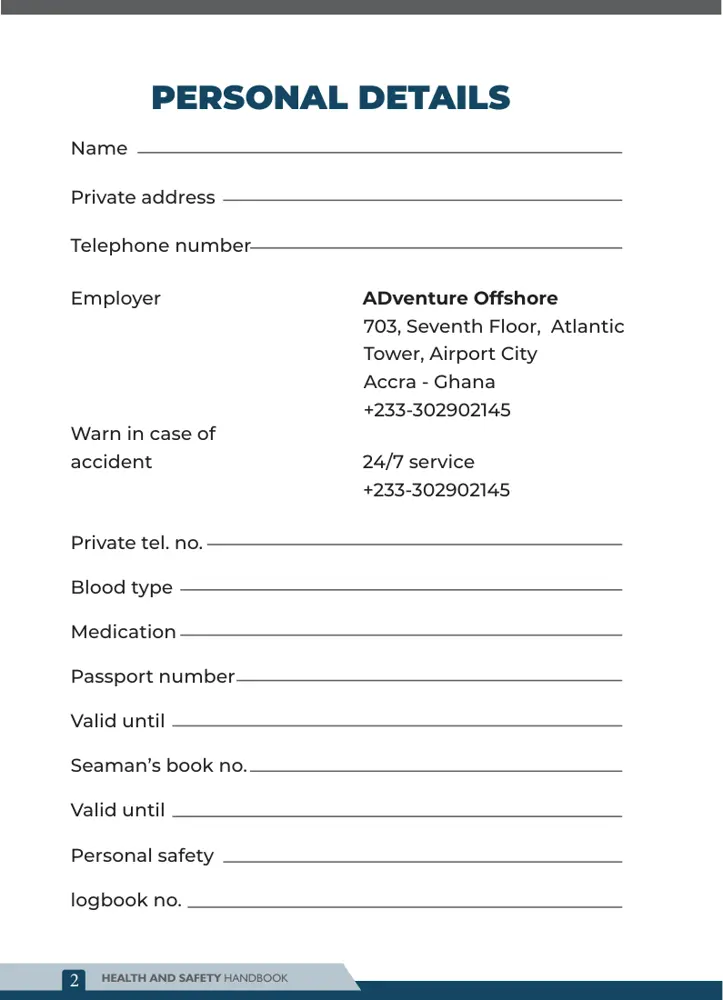 PERSONAL DETAILS
Name
Private address
Telephone number
Employer
ADventure Offshore
703, Seventh Floor,  Atlantic
Tower, Airport City
Accra - Ghana
+233-302902145
Warn in case of
accident
24/7 service
+233-302902145
Private tel. no.
Blood type
Medication
Passport number
Valid until
Seaman’s book no.
Valid until
Personal safety
logbook no.
2 HEALTH AND SAFETY HANDBOOK